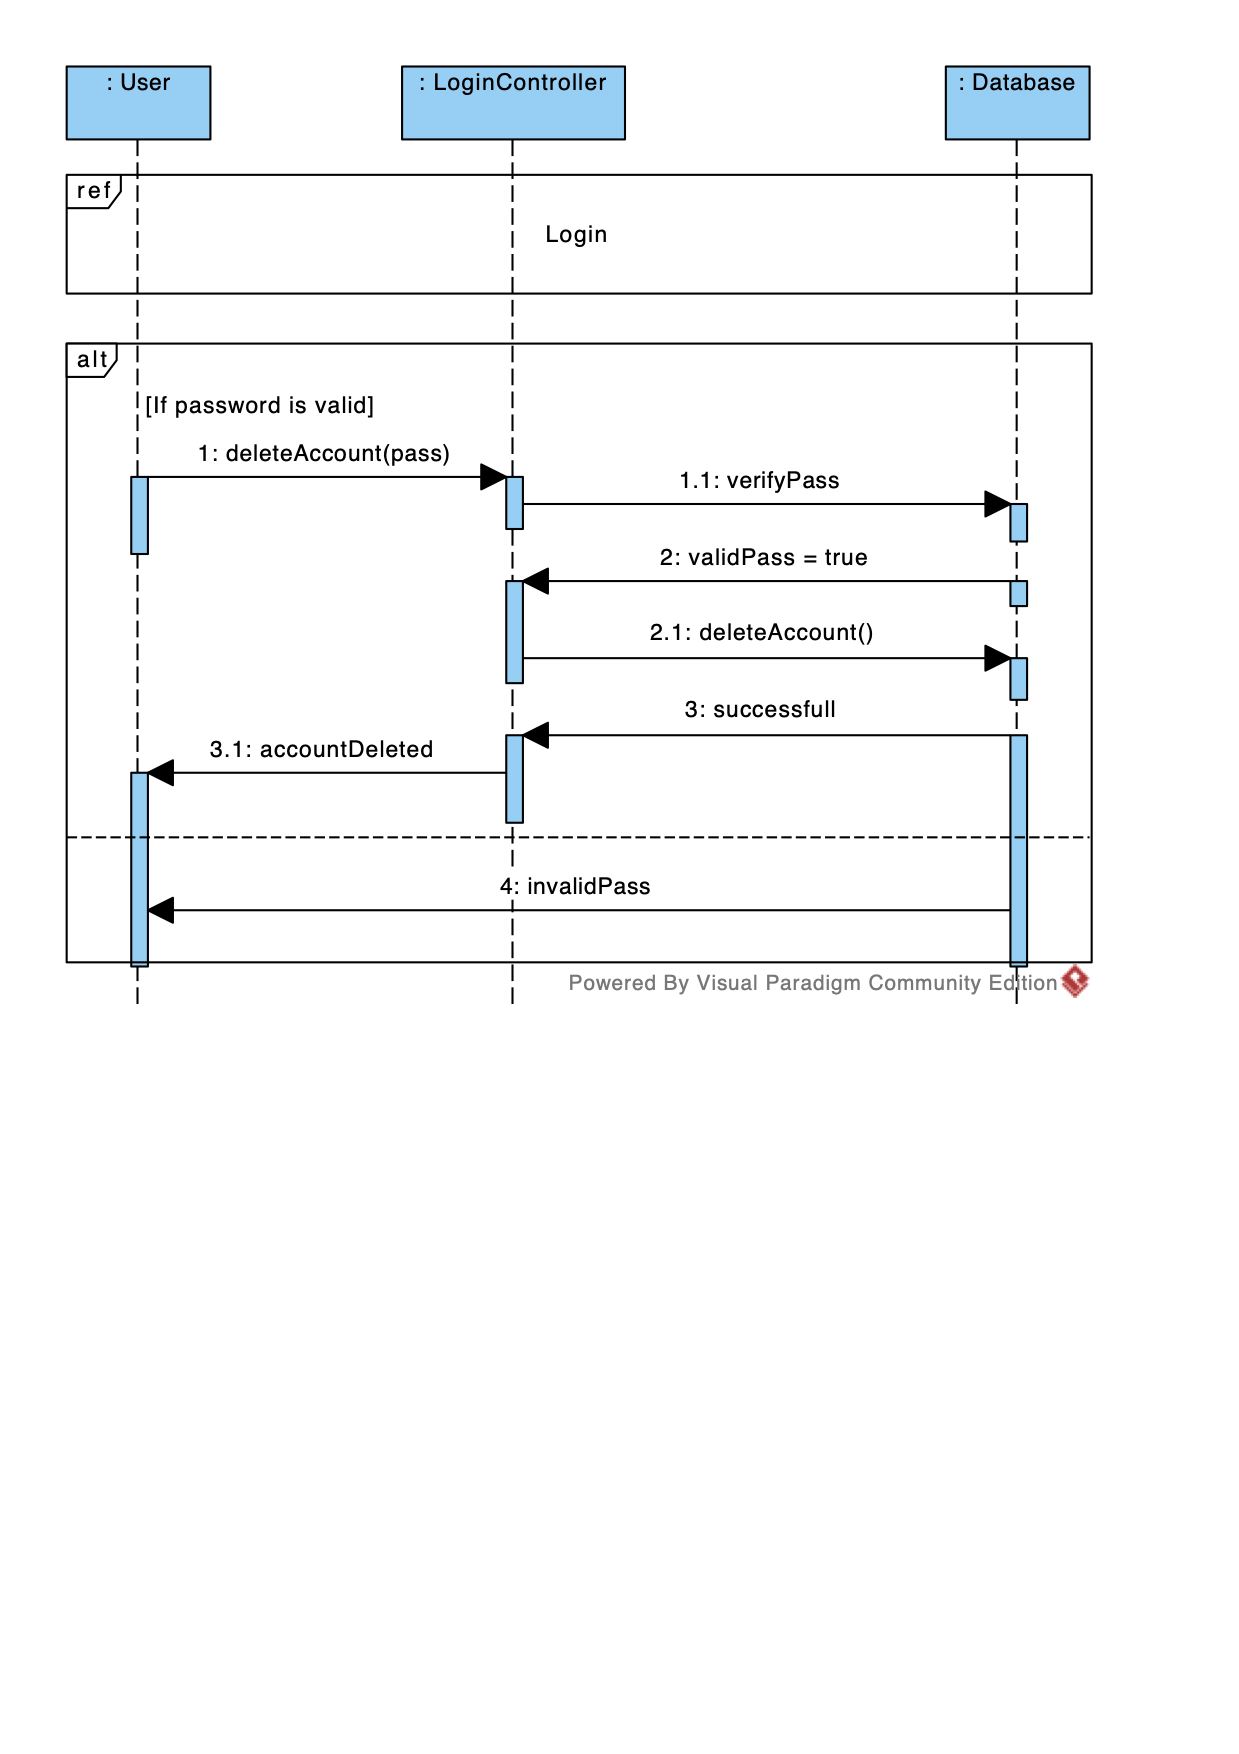 : User
: LoginController
: Database
ref
Login
alt
[If password is valid]
1: deleteAccount(pass)
1.1: verifyPass
2: validPass = true
2.1: deleteAccount()
3: successfull
3.1: accountDeleted
4: invalidPass
Powered By Visual Paradigm Community Edition